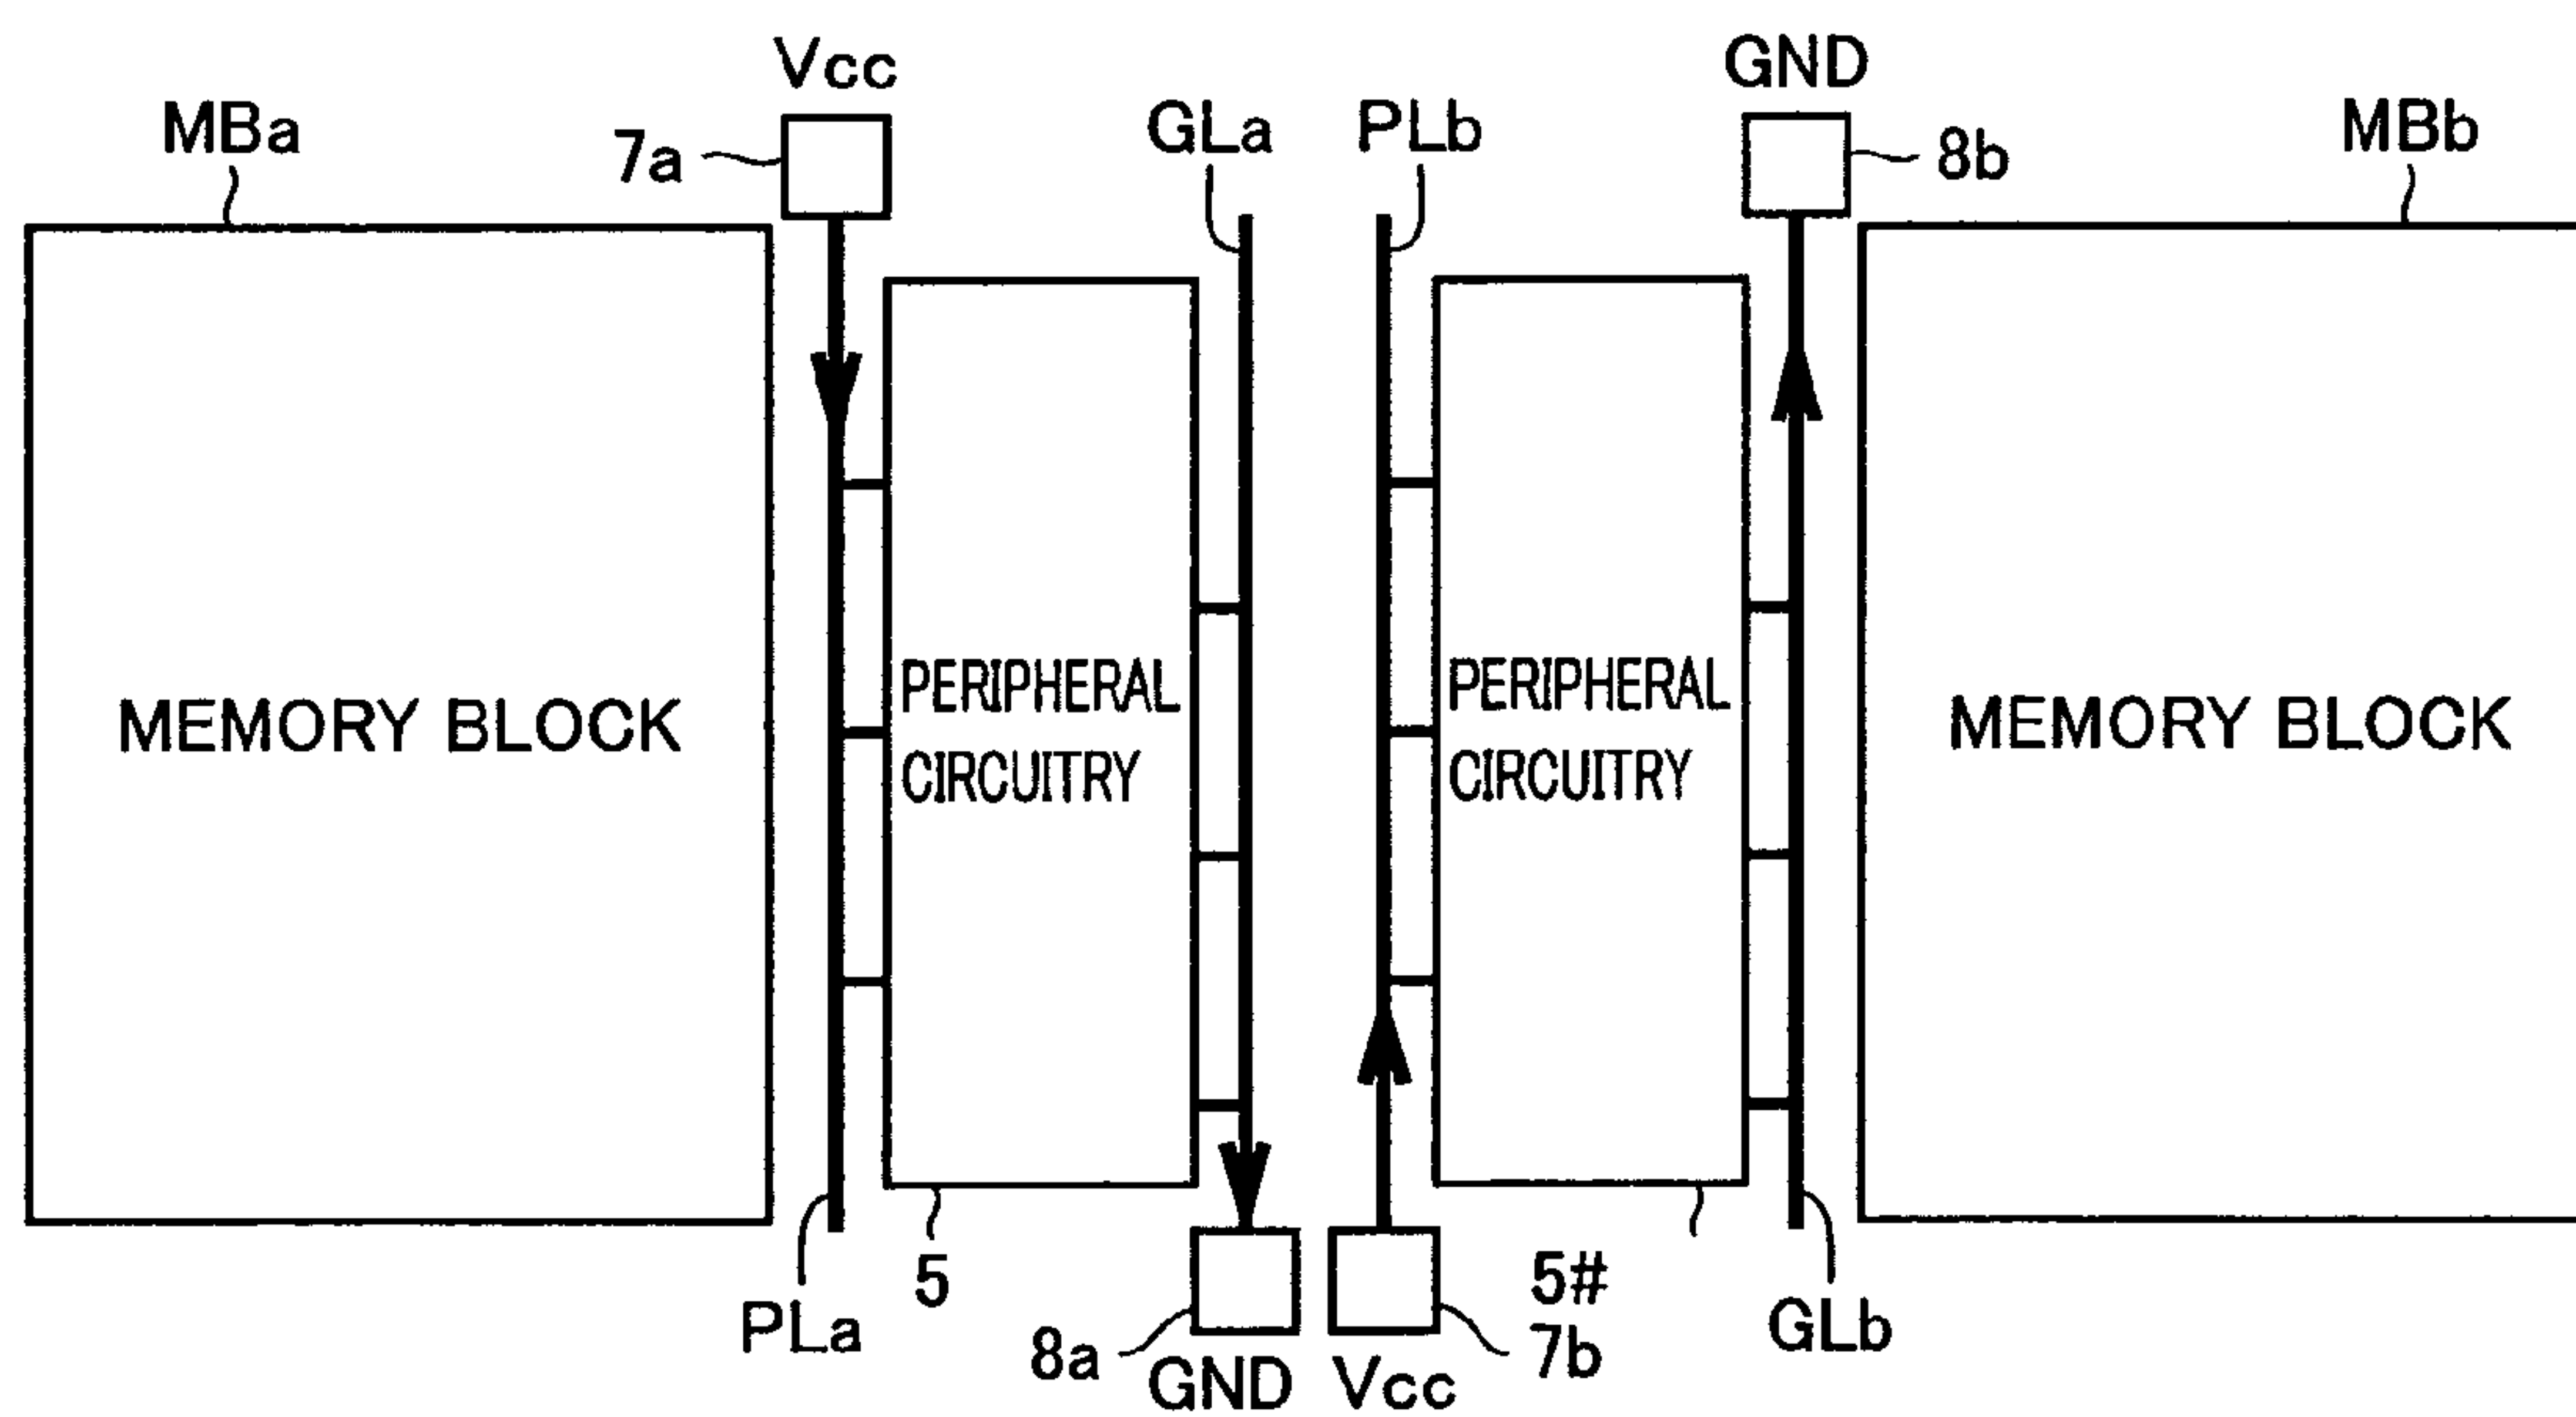 Vcc
GND
MBa
7a
GLa
PLb
8b
MBb
MEMORY BLOCK
PERIPHERAL
CIRCUITRY
PERIPHERAL
CIRCUITRY
MEMORY BLOCK
PLa
5
8a
GND
Vcc
5#
7b
GLb